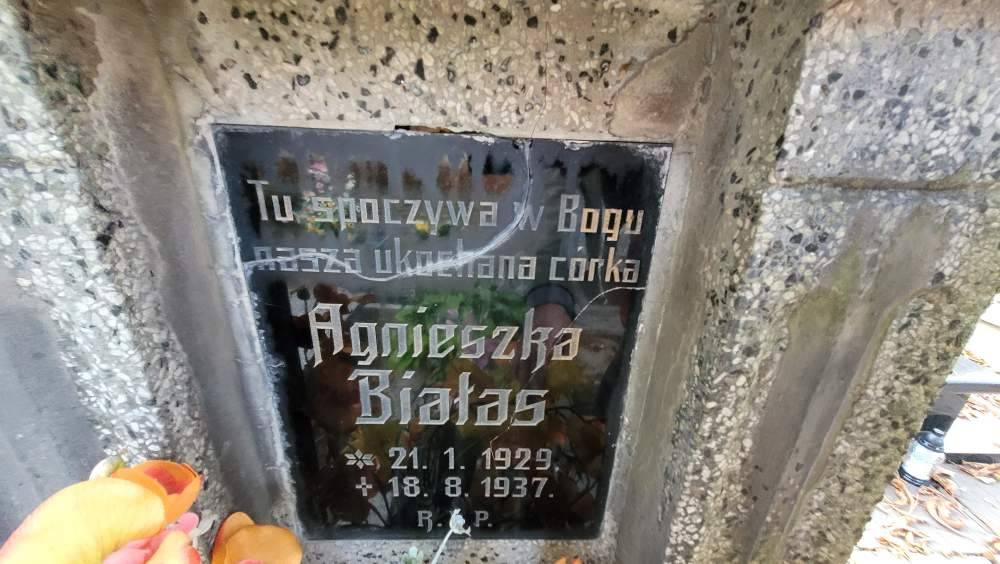 Tu spoczywa w Bogu
nasza ukochana córka
Agnieszka
Białas
* 21. 1. 1929.
+ 18. 8. 1937.
R. I. P.